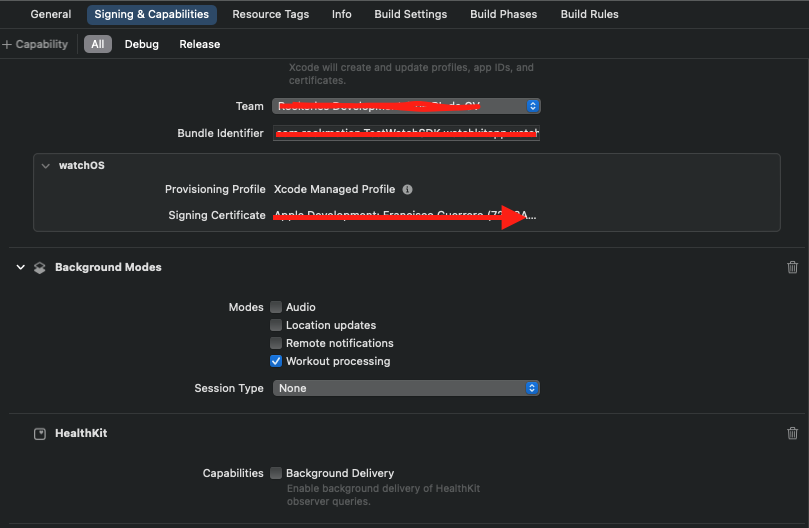 General Signing & Capabilities Resource Tags Info Build Settings Build Phases Build Rules
+ Capability All Debug Release
Xcode will create and update profiles, app IDs, and
certificates.
Team
Bundle Identifier
watchOS
Provisioning Profile Xcode Managed Profile
Signing Certificate
Background Modes
Modes Audio
Location updates
Remote notifications
Workout processing
Session Type None
HealthKit
Capabilities Background Delivery
Enable background delivery of HealthKit
observer queries.